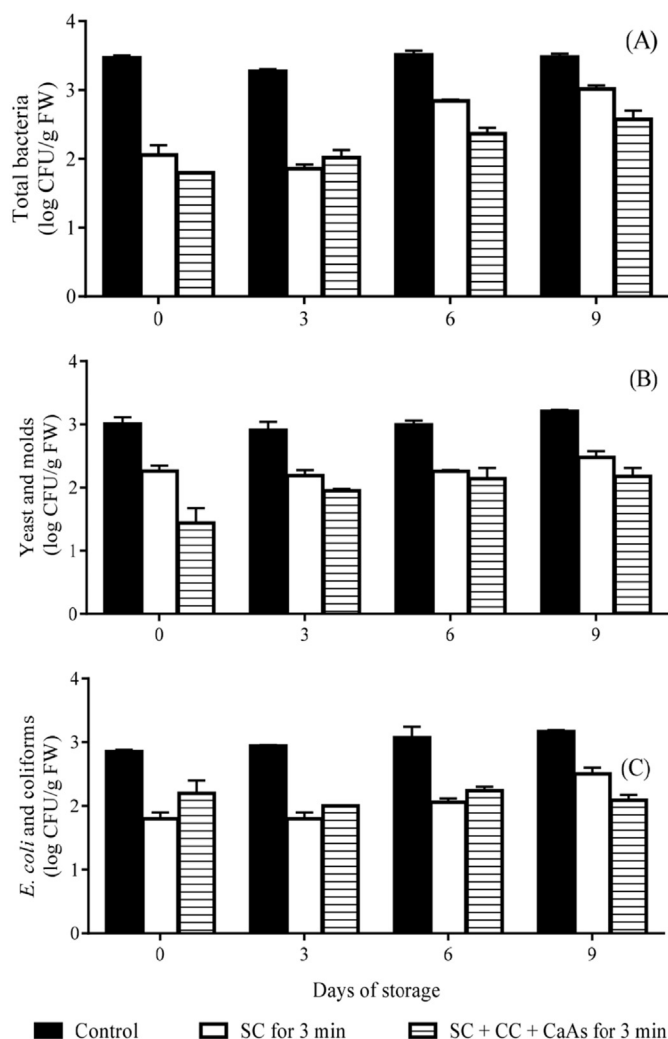 (A)
Total bacteria
(log CFU/g FW)
4
3
2
1
0
0 3 6 9
(B)
Yeast and molds
(log CFU/g FW)
4
3
2
1
0
0 3 6 9
(C)
E. coli and coliforms
(log CFU/g FW)
4
3
2
1
0
0 3 6 9
Days of storage
Control SC for 3 min SC + CC + CaAs for 3 min